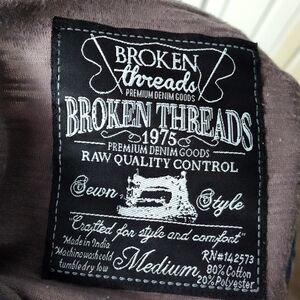 BROKEN
threads
PREMIUM DENIM GOODS
BROKEN THREADS
1975
PREMIUM DENIM GOODS
RAW QUALITY CONTROL
Sewn Style
Crafted for style and comfort
Made in India
Machine wash cold
tumble dry low
Medium
RN#142573
80% Cotton
20% Polyester